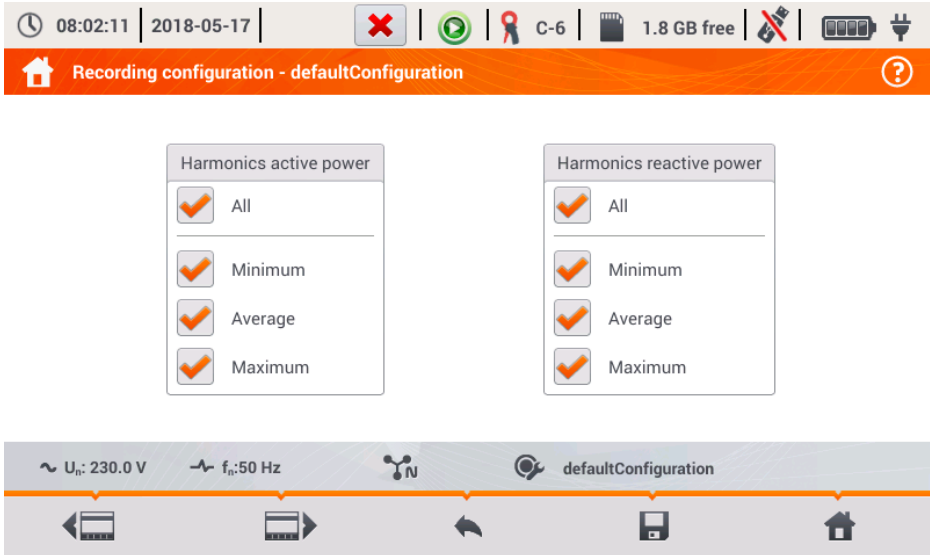 08:02:11 2018-05-17 C-6 1.8 GB free
Recording configuration - defaultConfiguration ?
Harmonics active power
All
Minimum
Average
Maximum
Harmonics reactive power
All
Minimum
Average
Maximum
Un: 230.0 V fn:50 Hz N defaultConfiguration